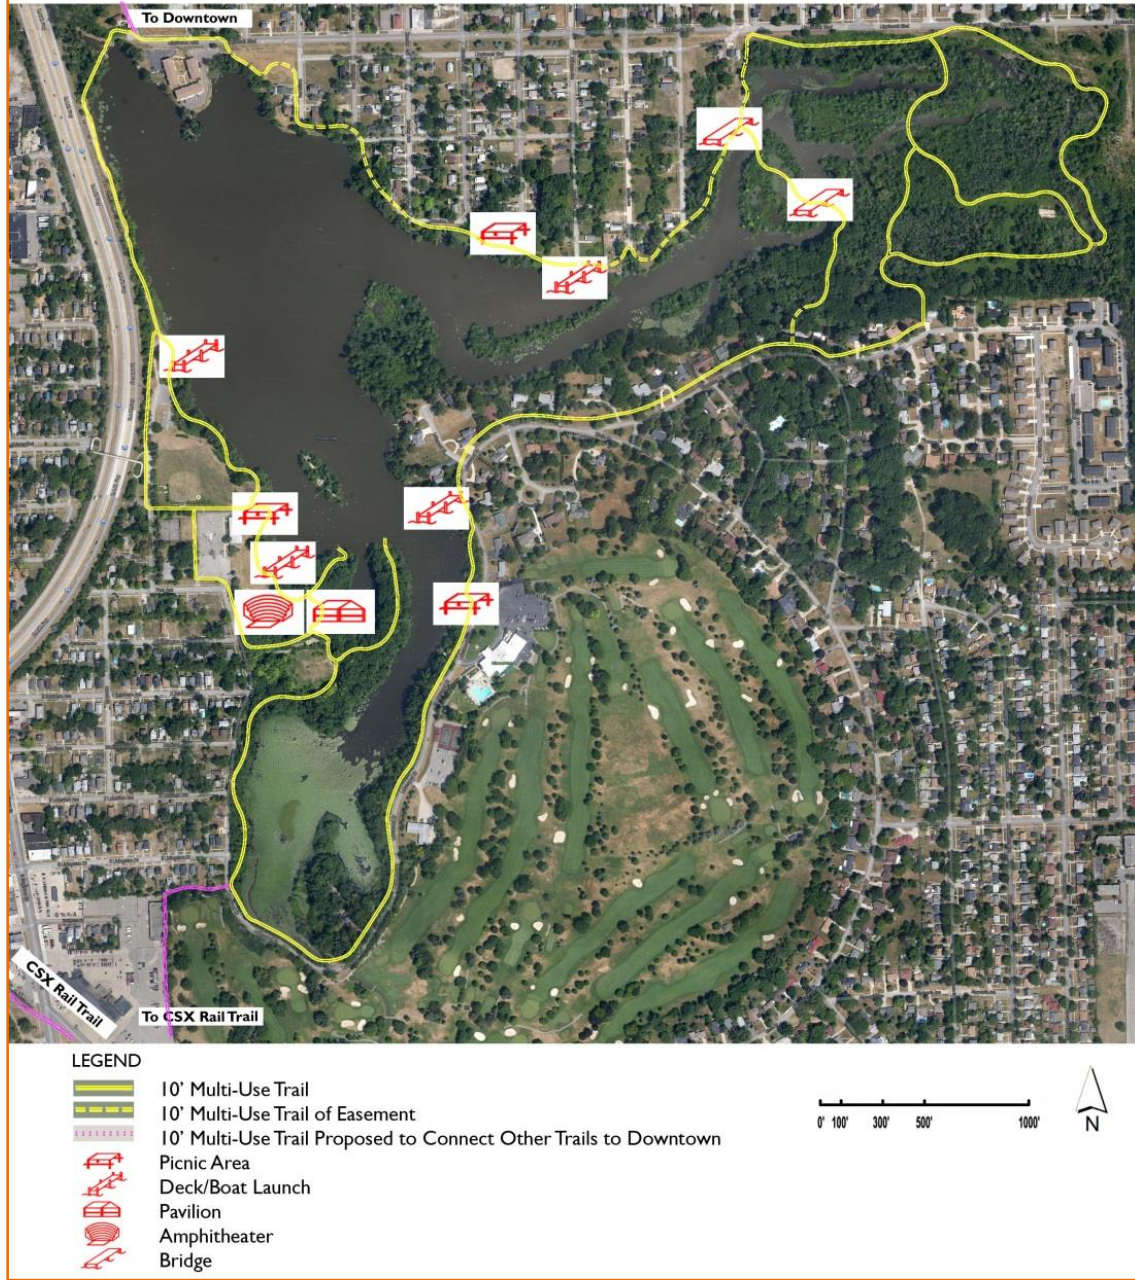 To Downtown
CSX Rail Trail
To CSX Rail Trail
LEGEND
10' Multi-Use Trail
10' Multi-Use Trail of Easement
10' Multi-Use Trail Proposed to Connect Other Trails to Downtown
Picnic Area
Deck/Boat Launch
Pavilion
Amphitheater
Bridge
0' 100' 300' 500' 1000'
N